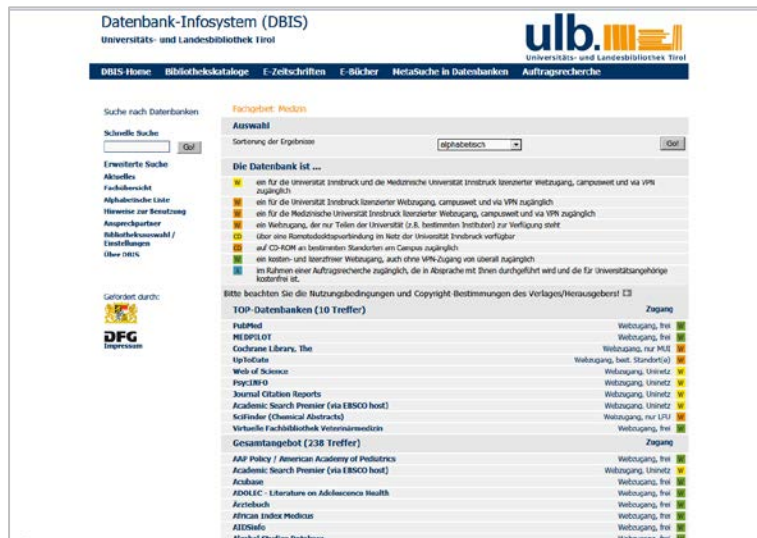 Datenbank-Infosystem (DBIS)
Universitäts- und Landesbibliothek Tirol
ulb.
Universitäts- und Landesbibliothek Tirol
DBIS-Home Bibliothekskataloge E-Zeitschriften E-Bücher MetaSuche in Datenbanken Auftragsrecherche
Suche nach Datenbanken
Schnelle Suche
Go!
Erweiterte Suche
Aktuelles
Fachübersicht
Alphabetische Liste
Hinweise zur Benutzung
Ansprechpartner
Bibliotheksauswahl /
Einstellungen
Über DBIS
Gefördert durch:
DFG
Impressum
Fachgebiet: Medizin
Auswahl
Sortierung der Ergebnisse alphabetisch Go!
Die Datenbank ist ...
W ein für die Universität Innsbruck und die Medizinische Universität Innsbruck lizenzierter Webzugang, campusweit und via VPN
zugänglich
W ein für die Universität Innsbruck lizenzierter Webzugang, campusweit und via VPN zugänglich
W ein für die Medizinische Universität Innsbruck lizenzierter Webzugang, campusweit und via VPN zugänglich
W ein Webzugang, der nur Teilen der Universität (z.B. bestimmten Instituten) zur Verfügung steht
CD über eine Remotedesktopverbindung im Netz der Universität Innsbruck verfügbar
CD auf CD-ROM an bestimmten Standorten am Campus zugänglich
W ein kosten- und lizenzfreier Webzugang, auch ohne VPN-Zugang von überall zugänglich
im Rahmen einer Auftragsrecherche zugänglich, die in Absprache mit Ihnen durchgeführt wird und die für Universitätsangehörige
kostenfrei ist.
Bitte beachten Sie die Nutzungsbedingungen und Copyright-Bestimmungen des Verlages/Herausgebers!
TOP-Datenbanken (10 Treffer) Zugang
PubMed Webzugang, frei W
MEDPILOT Webzugang, frei W
Cochrane Library, The Webzugang, nur MUI W
UpToDate Webzugang, best. Standort(e) W
Web of Science Webzugang, Uninetz W
PsycINFO Webzugang, Uninetz W
Journal Citation Reports Webzugang, Uninetz W
Academic Search Premier (via EBSCO host) Webzugang, Uninetz W
SciFinder (Chemical Abstracts) Webzugang, nur LFU W
Virtuelle Fachbibliothek Veterinärmedizin Webzugang, frei W
Gesamtangebot (238 Treffer) Zugang
AAP Policy / American Academy of Pediatrics Webzugang, frei W
Academic Search Premier (via EBSCO host) Webzugang, Uninetz W
Acubase Webzugang, frei W
ADOLEC - Literature on Adolescence Health Webzugang, frei W
Ärztebuch Webzugang, frei W
African Index Medicus Webzugang, frei W
AIDSinfo Webzugang, frei W